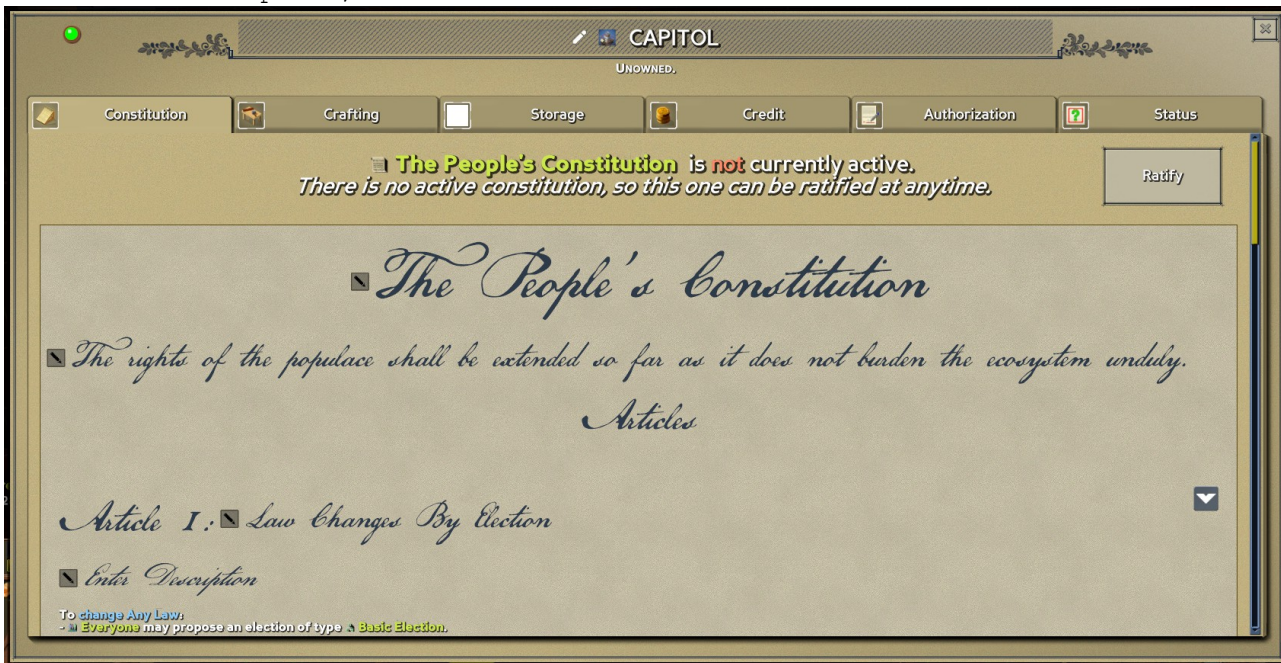 CAPITOL
UNOWNED.
Constitution
Crafting
Storage
Credit
Authorization
Status
The People's Constitution is not currently active.
There is no active constitution, so this one can be ratified at anytime.
Ratify
The People's Constitution
The rights of the populace shall be extended so far as it does not burden the ecosystem unduly.
Articles
Article I: Law Changes By Election
Enter Description
To change Any Law:
- Everyone may propose an election of type Basic Election.